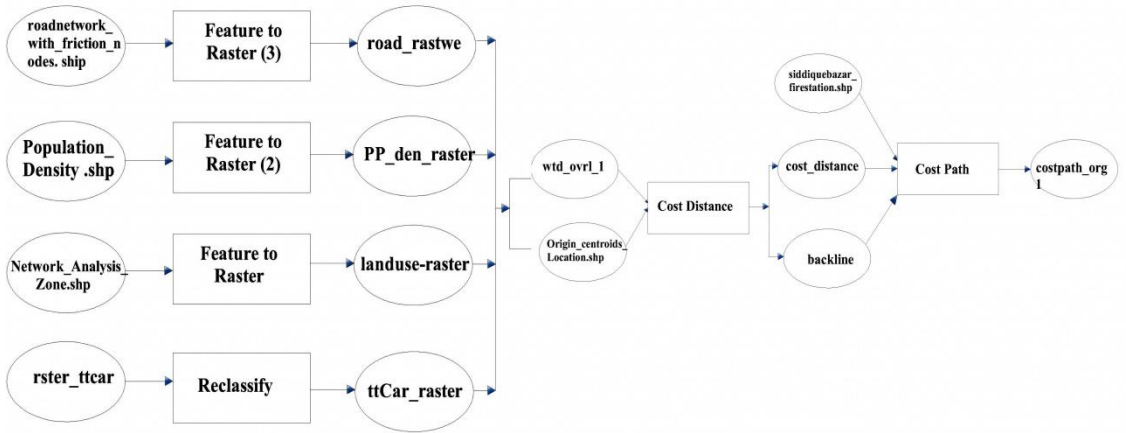 roadnetwork_
with_friction_n
odes. ship
Feature to
Raster (3)
road_rastwe
Population_
Density .shp
Feature to
Raster (2)
PP_den_raster
Network_Analysis_
Zone.shp
Feature to
Raster
landuse-raster
rster_ttcar
Reclassify
ttCar_raster
wtd_ovrl_1
Origin_centroids_
Location.shp
Cost Distance
siddiquebazar_
firestation.shp
cost_distance
backline
Cost Path
costpath_org
1